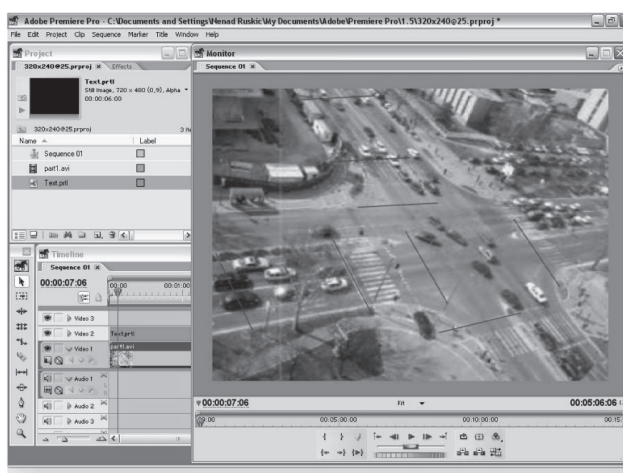 Adobe Premiere Pro - C:\Documents and Settings\Nenad Ruskic\My Documents\Adobe\Premiere Pro\1.5\320x240@25.prproj *
File Edit Project Clip Sequence Marker Title Window Help
Project
320x240@25.prproj Effects
Text.prtl
Still Image, 720 x 480 (0,9), Alpha
00:00:06:00
320x240@25.prproj
Name Label
Sequence 01
part1.avi
Text.prtl
Timeline
Sequence 01
00:00:07:06
00:00 00:01:00
Video 3
Video 2 Text.prtl
Video 1 part1.avi
Audio 1
Audio 2
Audio 3
Monitor
Sequence 01
00:00:07:06 Fit 00:05:06:06
00:00 00:05:00:00 00:10:00:00 00:15